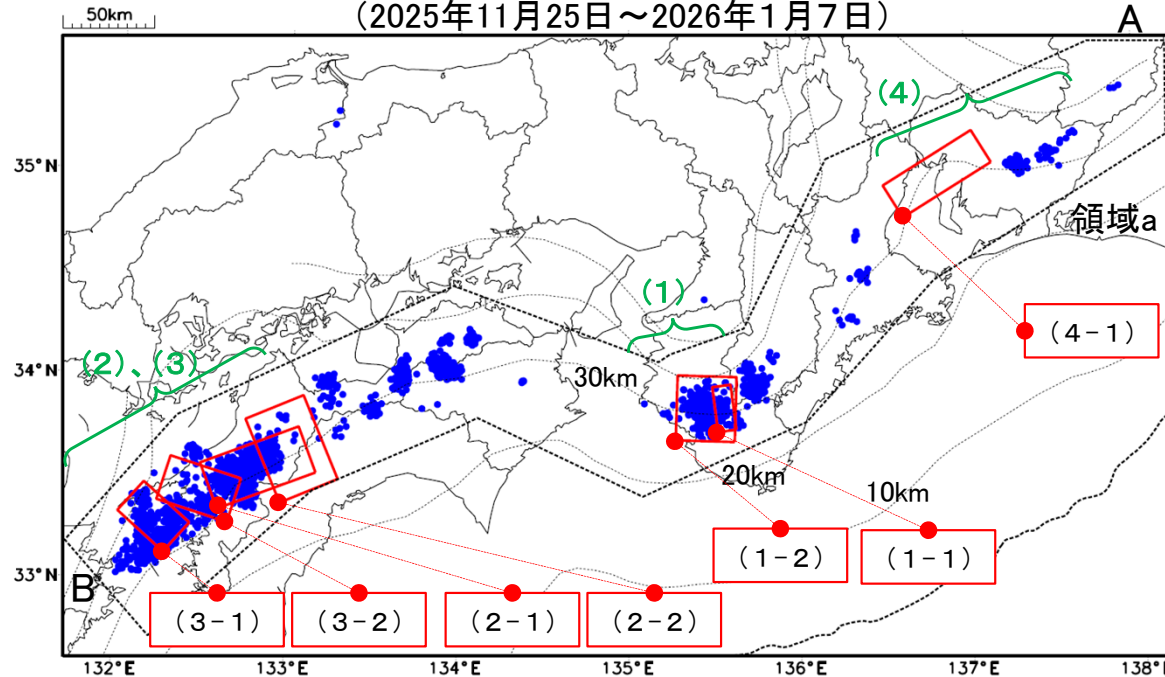 50km
(2025年11月25日～2026年1月7日)
A
(4)
35°N
領域a
(1)
(4－1)
(2)、(3)
34°N
30km
20km
10km
(1－2)
(1－1)
33°N
B
(3－1)
(3－2)
(2－1)
(2－2)
132°E
133°E
134°E
135°E
136°E
137°E
138°E